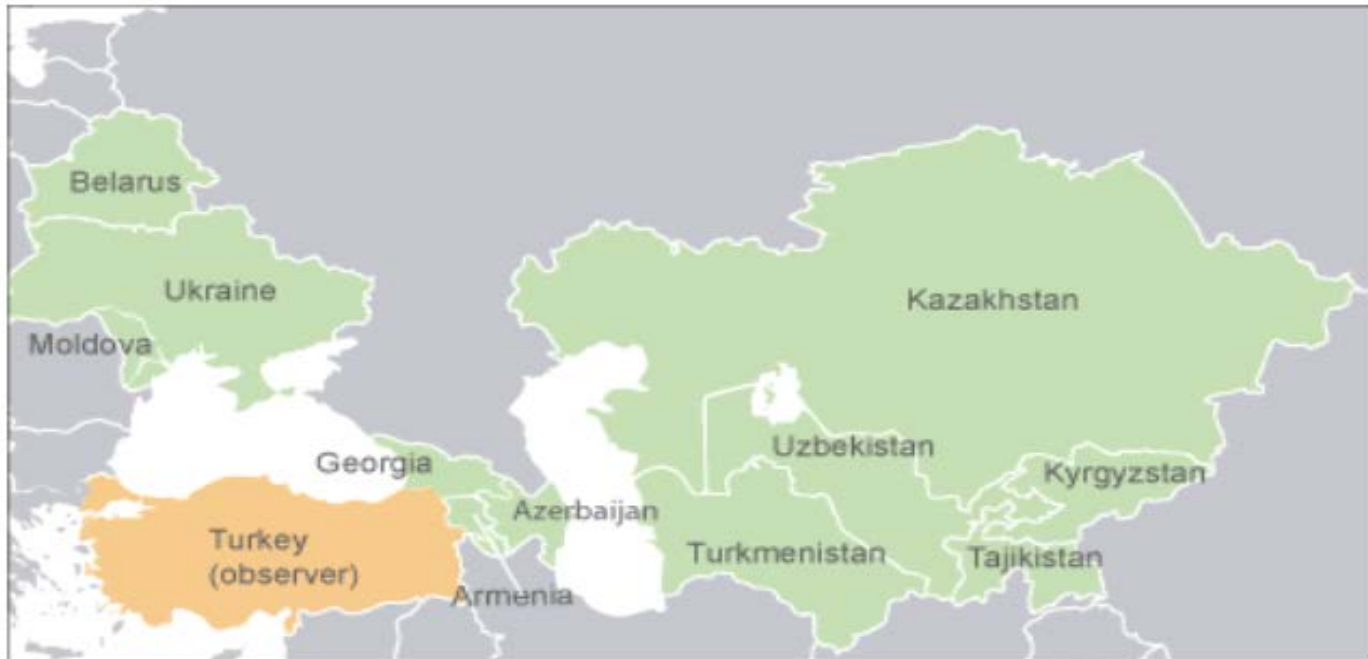 Belarus
Ukraine
Kazakhstan
Moldova
Uzbekistan
Georgia
Kyrgyzstan
Azerbaijan
Turkey
(observer)
Turkmenistan
Tajikistan
Armenia